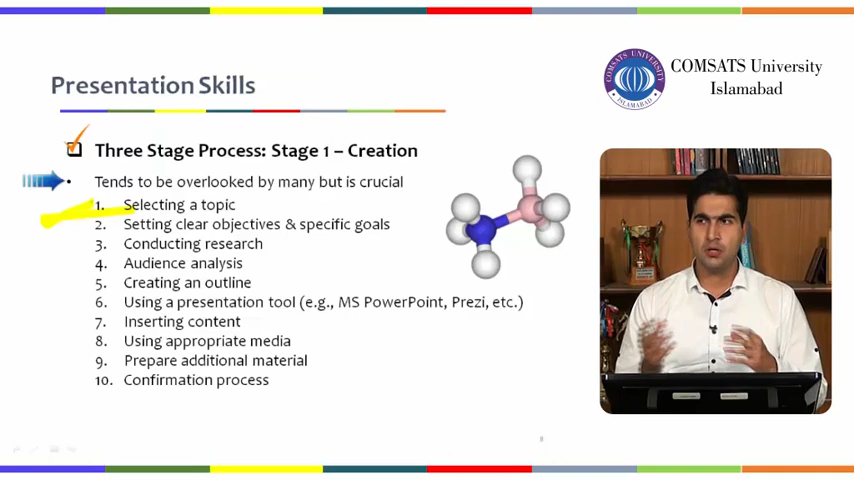 Presentation Skills
COMSATS University
Islamabad
COMSATS UNIVERSITY
ISLAMABAD
Three Stage Process: Stage 1 – Creation
• Tends to be overlooked by many but is crucial
1. Selecting a topic
2. Setting clear objectives & specific goals
3. Conducting research
4. Audience analysis
5. Creating an outline
6. Using a presentation tool (e.g., MS PowerPoint, Prezi, etc.)
7. Inserting content
8. Using appropriate media
9. Prepare additional material
10. Confirmation process